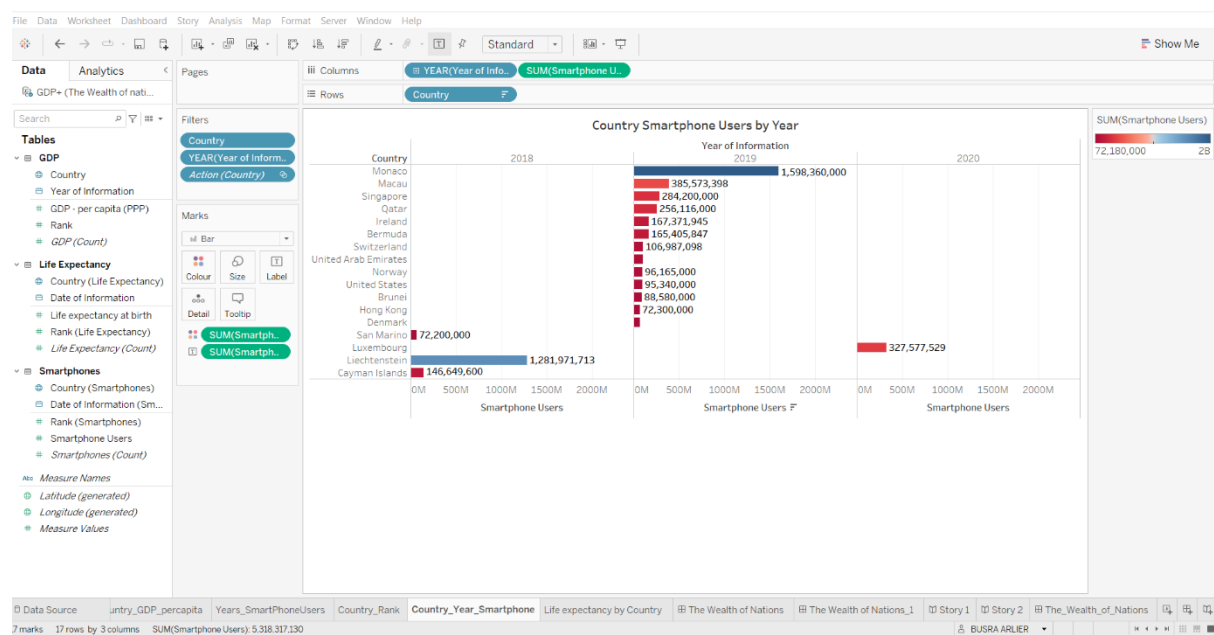 File Data Worksheet Dashboard Story Analysis Map Format Server Window Help
Standard
Show Me
Data Analytics
GDP+ (The Wealth of nati...
Search
Tables
GDP
Country
Year of Information
GDP - per capita (PPP)
Rank
GDP (Count)
Life Expectancy
Country (Life Expectancy)
Date of Information
Life expectancy at birth
Rank (Life Expectancy)
Life Expectancy (Count)
Smartphones
Country (Smartphones)
Date of Information (Sm...
Rank (Smartphones)
Smartphone Users
Smartphones (Count)
Abc Measure Names
Latitude (generated)
Longitude (generated)
Measure Values
Pages
Filters
Country
YEAR(Year of Inform..
Action (Country)
Marks
Bar
Colour Size Label
Detail Tooltip
SUM(Smartph..
SUM(Smartph..
Columns YEAR(Year of Info.. SUM(Smartphone U..
Rows Country
Country Smartphone Users by Year
Year of Information
Country 2018 2019 2020
Monaco 1,598,360,000
Macau 385,573,398
Singapore 284,200,000
Qatar 256,116,000
Ireland 167,371,945
Bermuda 165,405,847
Switzerland 106,987,098
United Arab Emirates
Norway 96,165,000
United States 95,340,000
Brunei 88,580,000
Hong Kong 72,300,000
Denmark
San Marino 72,200,000
Luxembourg 327,577,529
Liechtenstein 1,281,971,713
Cayman Islands 146,649,600
0M 500M 1000M 1500M 2000M 0M 500M 1000M 1500M 2000M 0M 500M 1000M 1500M 2000M
Smartphone Users Smartphone Users Smartphone Users
SUM(Smartphone Users)
72,180,000 2B
Data Source untry_GDP_percapita Years_SmartPhoneUsers Country_Rank Country_Year_Smartphone Life expectancy by Country The Wealth of Nations The Wealth of Nations_1 Story 1 Story 2 The_Wealth_of_Nations
7 marks 17 rows by 3 columns SUM(Smartphone Users): 5.318.317.130 BUSRA ARLIER